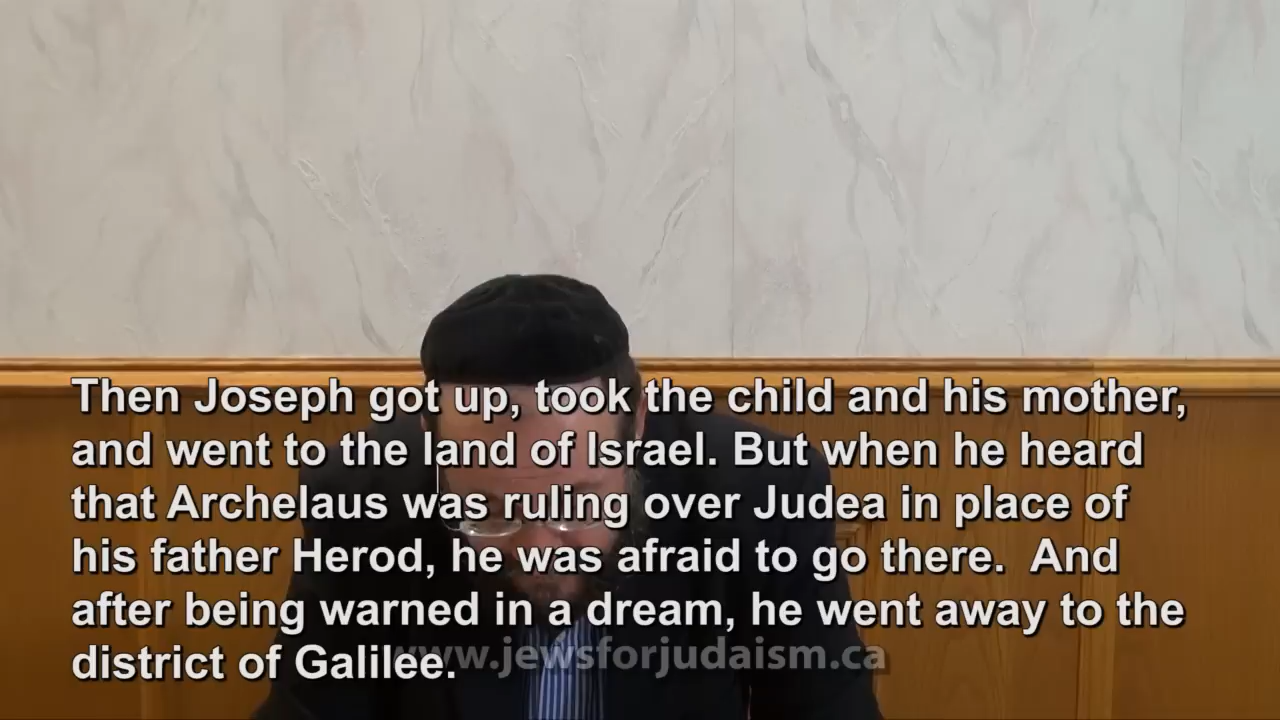 Then Joseph got up, took the child and his mother,
and went to the land of Israel. But when he heard
that Archelaus was ruling over Judea in place of
his father Herod, he was afraid to go there.  And
after being warned in a dream, he went away to the
district of Galilee.
www.jewsforjudaism.ca